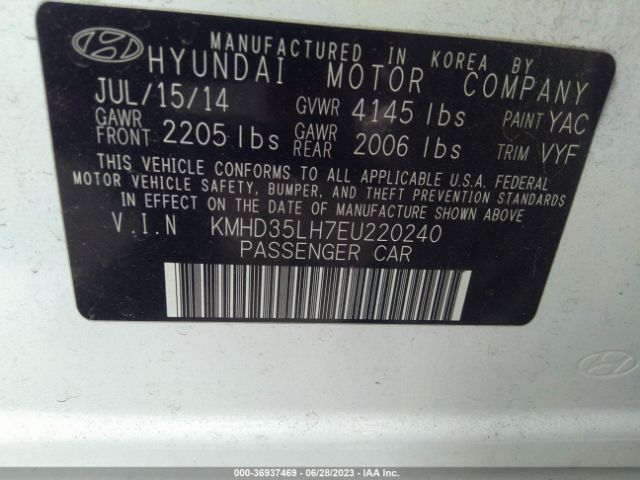 MANUFACTURED IN KOREA BY
HYUNDAI MOTOR COMPANY
JUL/15/14 GVWR 4145 lbs PAINT YAC
GAWR FRONT 2205 lbs GAWR REAR 2006 lbs TRIM VYF
THIS VEHICLE CONFORMS TO ALL APPLICABLE U.S.A. FEDERAL
MOTOR VEHICLE SAFETY, BUMPER, AND THEFT PREVENTION STANDARDS
IN EFFECT ON THE DATE OF MANUFACTURE SHOWN ABOVE
V.I.N KMHD35LH7EU220240
PASSENGER CAR
000-36937469 - 06/28/2023 - IAAI.COM